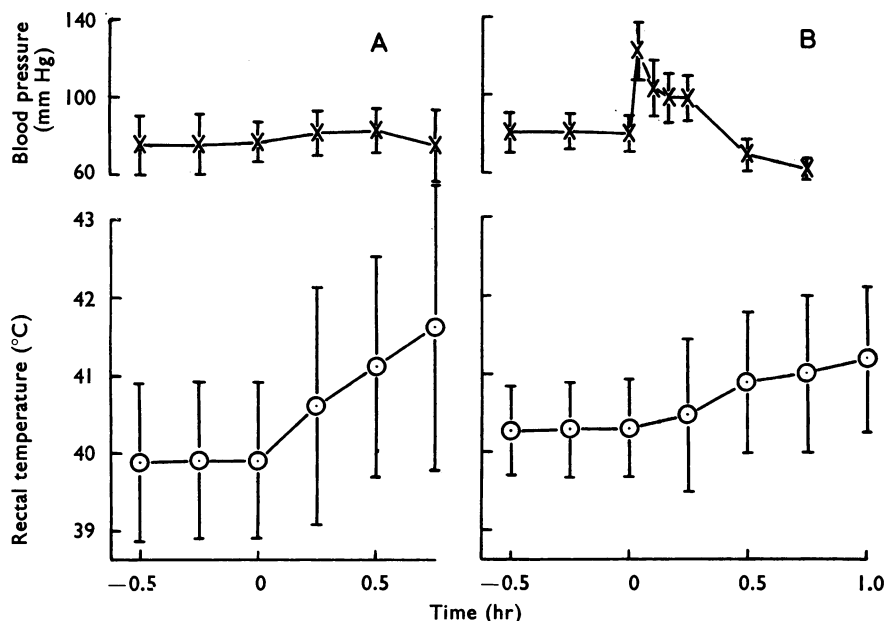 140
100
60
Blood pressure
(mm Hg)
A
B
43
42
41
40
39
Rectal temperature (°C)
−0.5
0
0.5
−0.5
0
0.5
1.0
Time (hr)